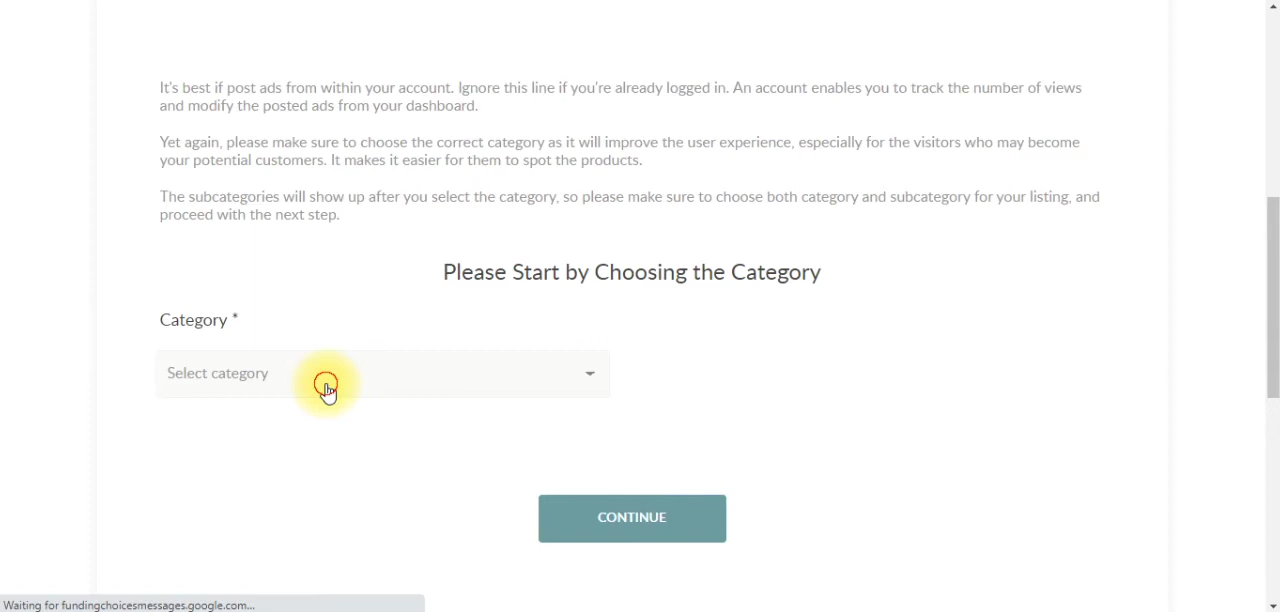 It's best if post ads from within your account. Ignore this line if you're already logged in. An account enables you to track the number of views
and modify the posted ads from your dashboard.
Yet again, please make sure to choose the correct category as it will improve the user experience, especially for the visitors who may become
your potential customers. It makes it easier for them to spot the products.
The subcategories will show up after you select the category, so please make sure to choose both category and subcategory for your listing, and
proceed with the next step.
Please Start by Choosing the Category
Category *
Select category
CONTINUE
Waiting for fundingchoicesmessages.google.com...